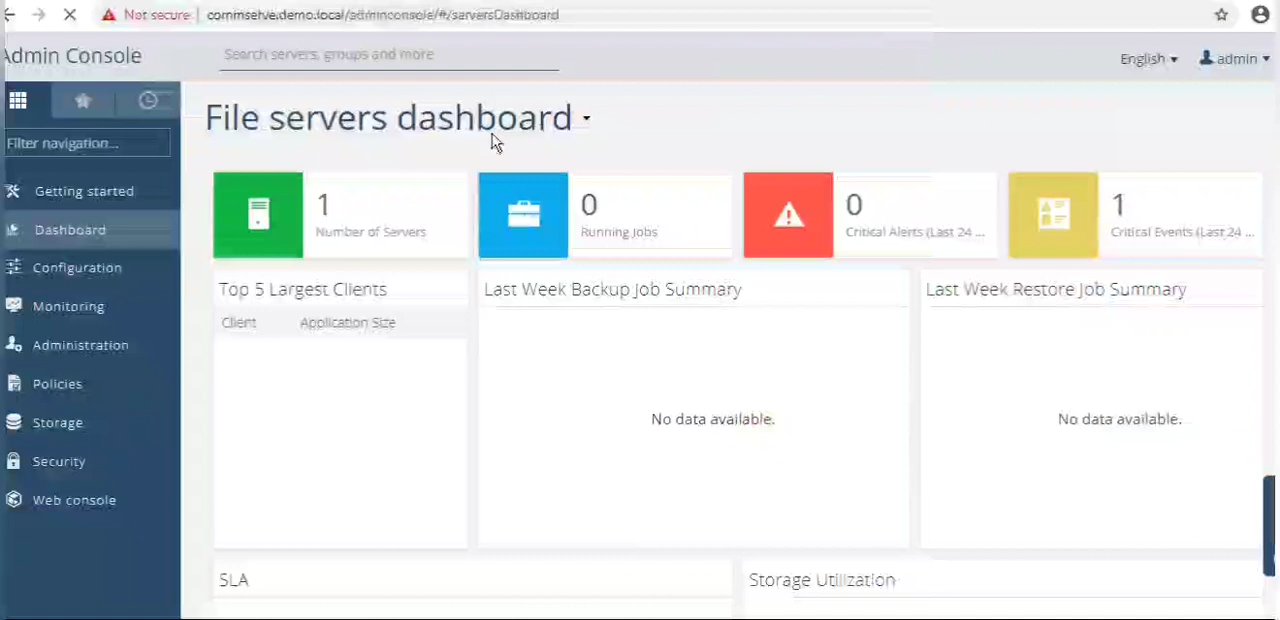 Not secure | commserve.demo.local/adminconsole/#/serversDashboard
Admin Console
Search servers, groups and more
English
admin
Filter navigation...
Getting started
Dashboard
Configuration
Monitoring
Administration
Policies
Storage
Security
Web console
File servers dashboard
1
Number of Servers
0
Running Jobs
0
Critical Alerts (Last 24 ...
1
Critical Events (Last 24 ...
Top 5 Largest Clients
Client Application Size
Last Week Backup Job Summary
No data available.
Last Week Restore Job Summary
No data available.
SLA
Storage Utilization